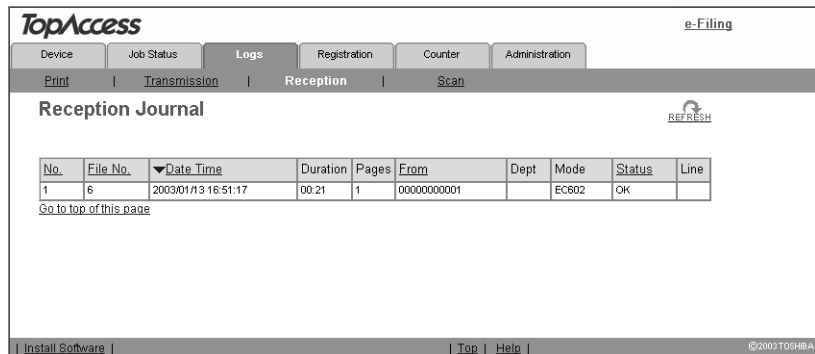 TopAccess
e-Filing
Device Job Status Logs Registration Counter Administration
Print | Transmission | Reception | Scan
Reception Journal
REFRESH
No. File No. Date Time Duration Pages From Dept Mode Status Line
1 6 2003/01/13 16:51:17 00:21 1 00000000001 EC602 OK
Go to top of this page
| Install Software | | Top | Help | ©2003 TOSHIBA